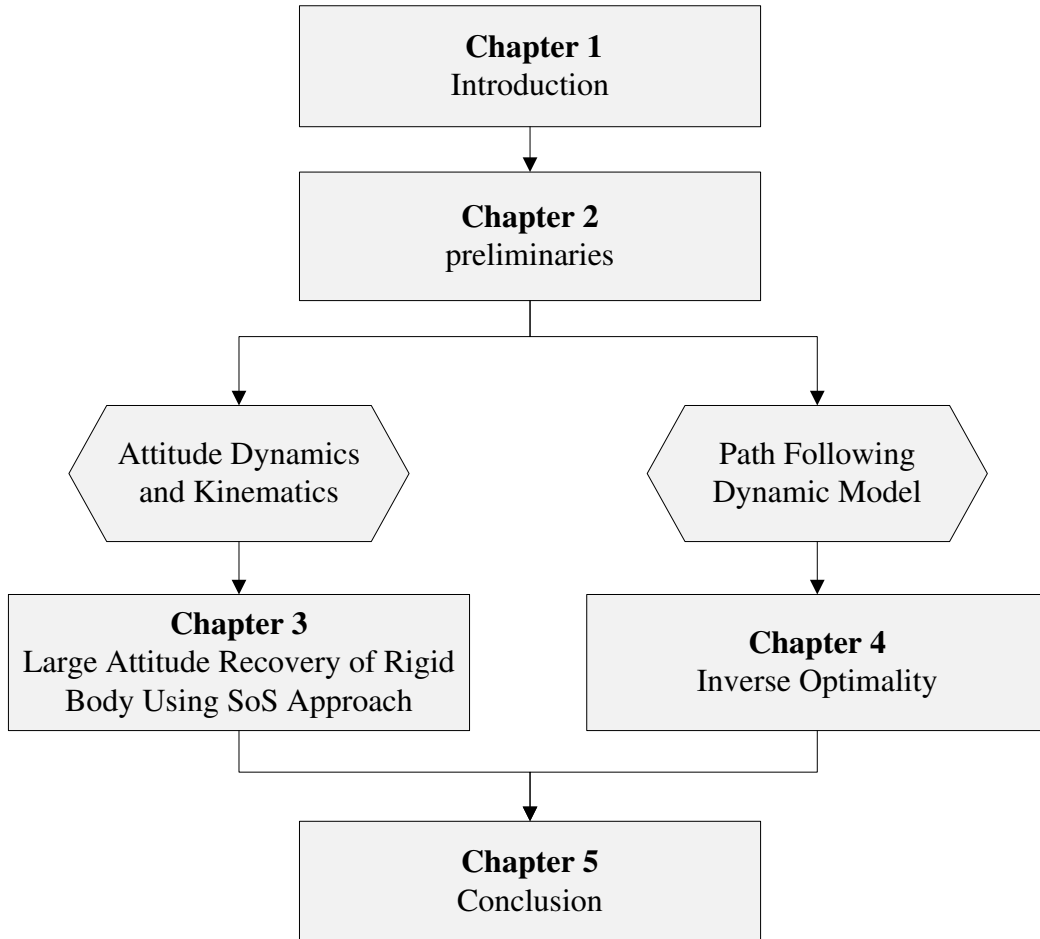 Chapter 1
Introduction
Chapter 2
preliminaries
Attitude Dynamics
and Kinematics
Path Following
Dynamic Model
Chapter 3
Large Attitude Recovery of Rigid
Body Using SoS Approach
Chapter 4
Inverse Optimality
Chapter 5
Conclusion